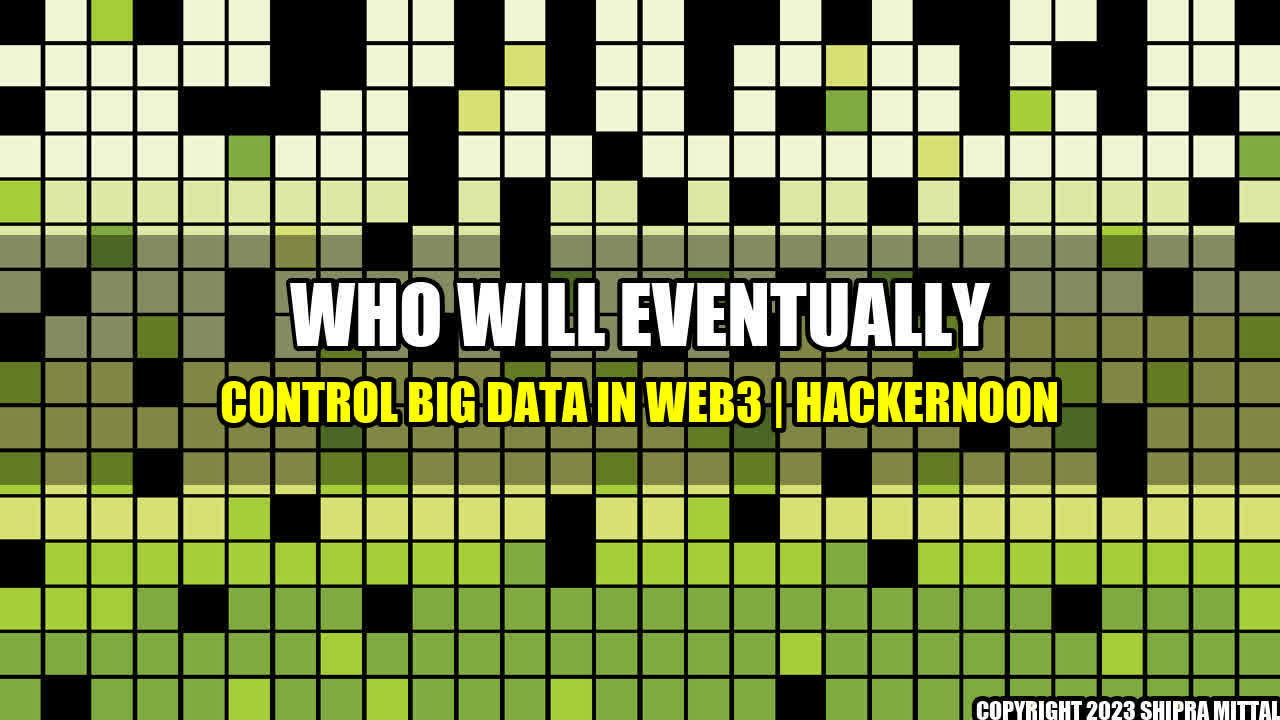 WHO WILL EVENTUALLY
CONTROL BIG DATA IN WEB3 | HACKERNOON
COPYRIGHT 2023 SHIPRA MITTAL